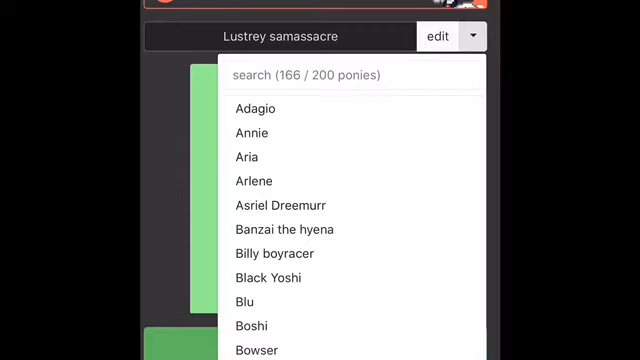 Lustrey samassacre
edit
search (166 / 200 ponies)
Adagio
Annie
Aria
Arlene
Asriel Dreemurr
Banzai the hyena
Billy boyracer
Black Yoshi
Blu
Boshi
Bowser